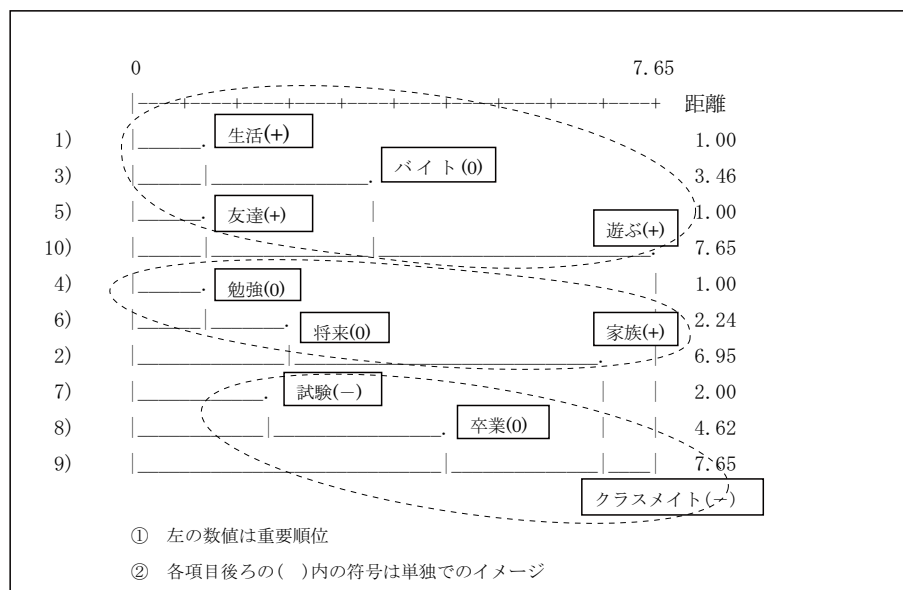 0 7.65
距離
1) 生活(+) 1.00
3) バイト(0) 3.46
5) 友達(+) 1.00
10) 遊ぶ(+) 7.65
4) 勉強(0) 1.00
6) 将来(0) 2.24
2) 家族(+) 6.95
7) 試験(－) 2.00
8) 卒業(0) 4.62
9) 7.65
クラスメイト(－)
① 左の数値は重要順位
② 各項目後ろの( )内の符号は単独でのイメージ